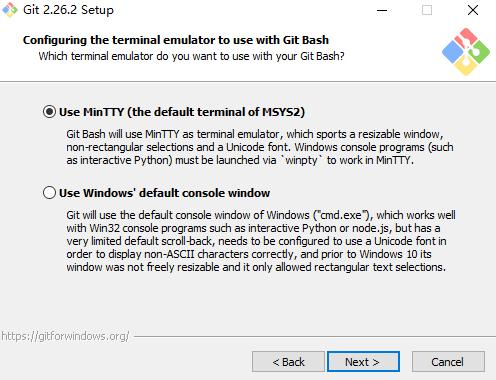 Git 2.26.2 Setup
Configuring the terminal emulator to use with Git Bash
Which terminal emulator do you want to use with your Git Bash?
Use MinTTY (the default terminal of MSYS2)
Git Bash will use MinTTY as terminal emulator, which sports a resizable window,
non-rectangular selections and a Unicode font. Windows console programs (such
as interactive Python) must be launched via `winpty` to work in MinTTY.
Use Windows' default console window
Git will use the default console window of Windows ("cmd.exe"), which works well
with Win32 console programs such as interactive Python or node.js, but has a
very limited default scroll-back, needs to be configured to use a Unicode font in
order to display non-ASCII characters correctly, and prior to Windows 10 its
window was not freely resizable and it only allowed rectangular text selections.
https://gitforwindows.org/
< Back
Next >
Cancel